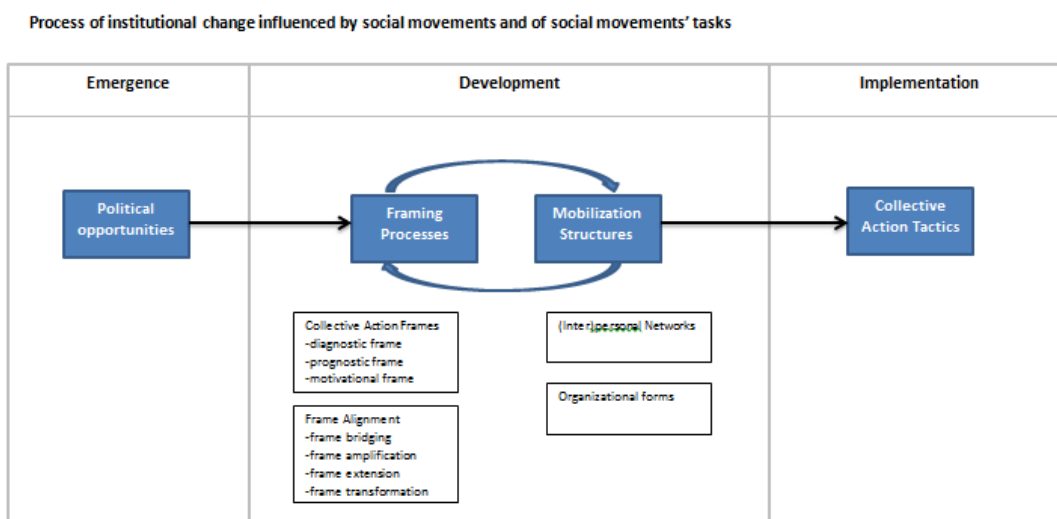 Process of institutional change influenced by social movements and of social movements' tasks
Emergence
Development
Implementation
Political
opportunities
Framing
Processes
Mobilization
Structures
Collective
Action Tactics
Collective Action Frames
-diagnostic frame
-prognostic frame
-motivational frame
(Inter)personal Networks
Organizational forms
Frame Alignment
-frame bridging
-frame amplification
-frame extension
-frame transformation